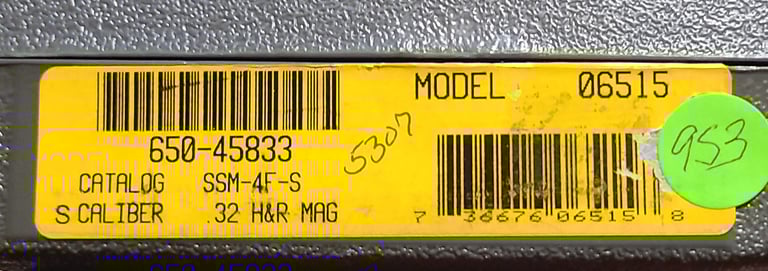 MODEL 06515
650-45833
5307
953
CATALOG SSM-4F-S
S CALIBER .32 H&R MAG
7 36676 06515 8